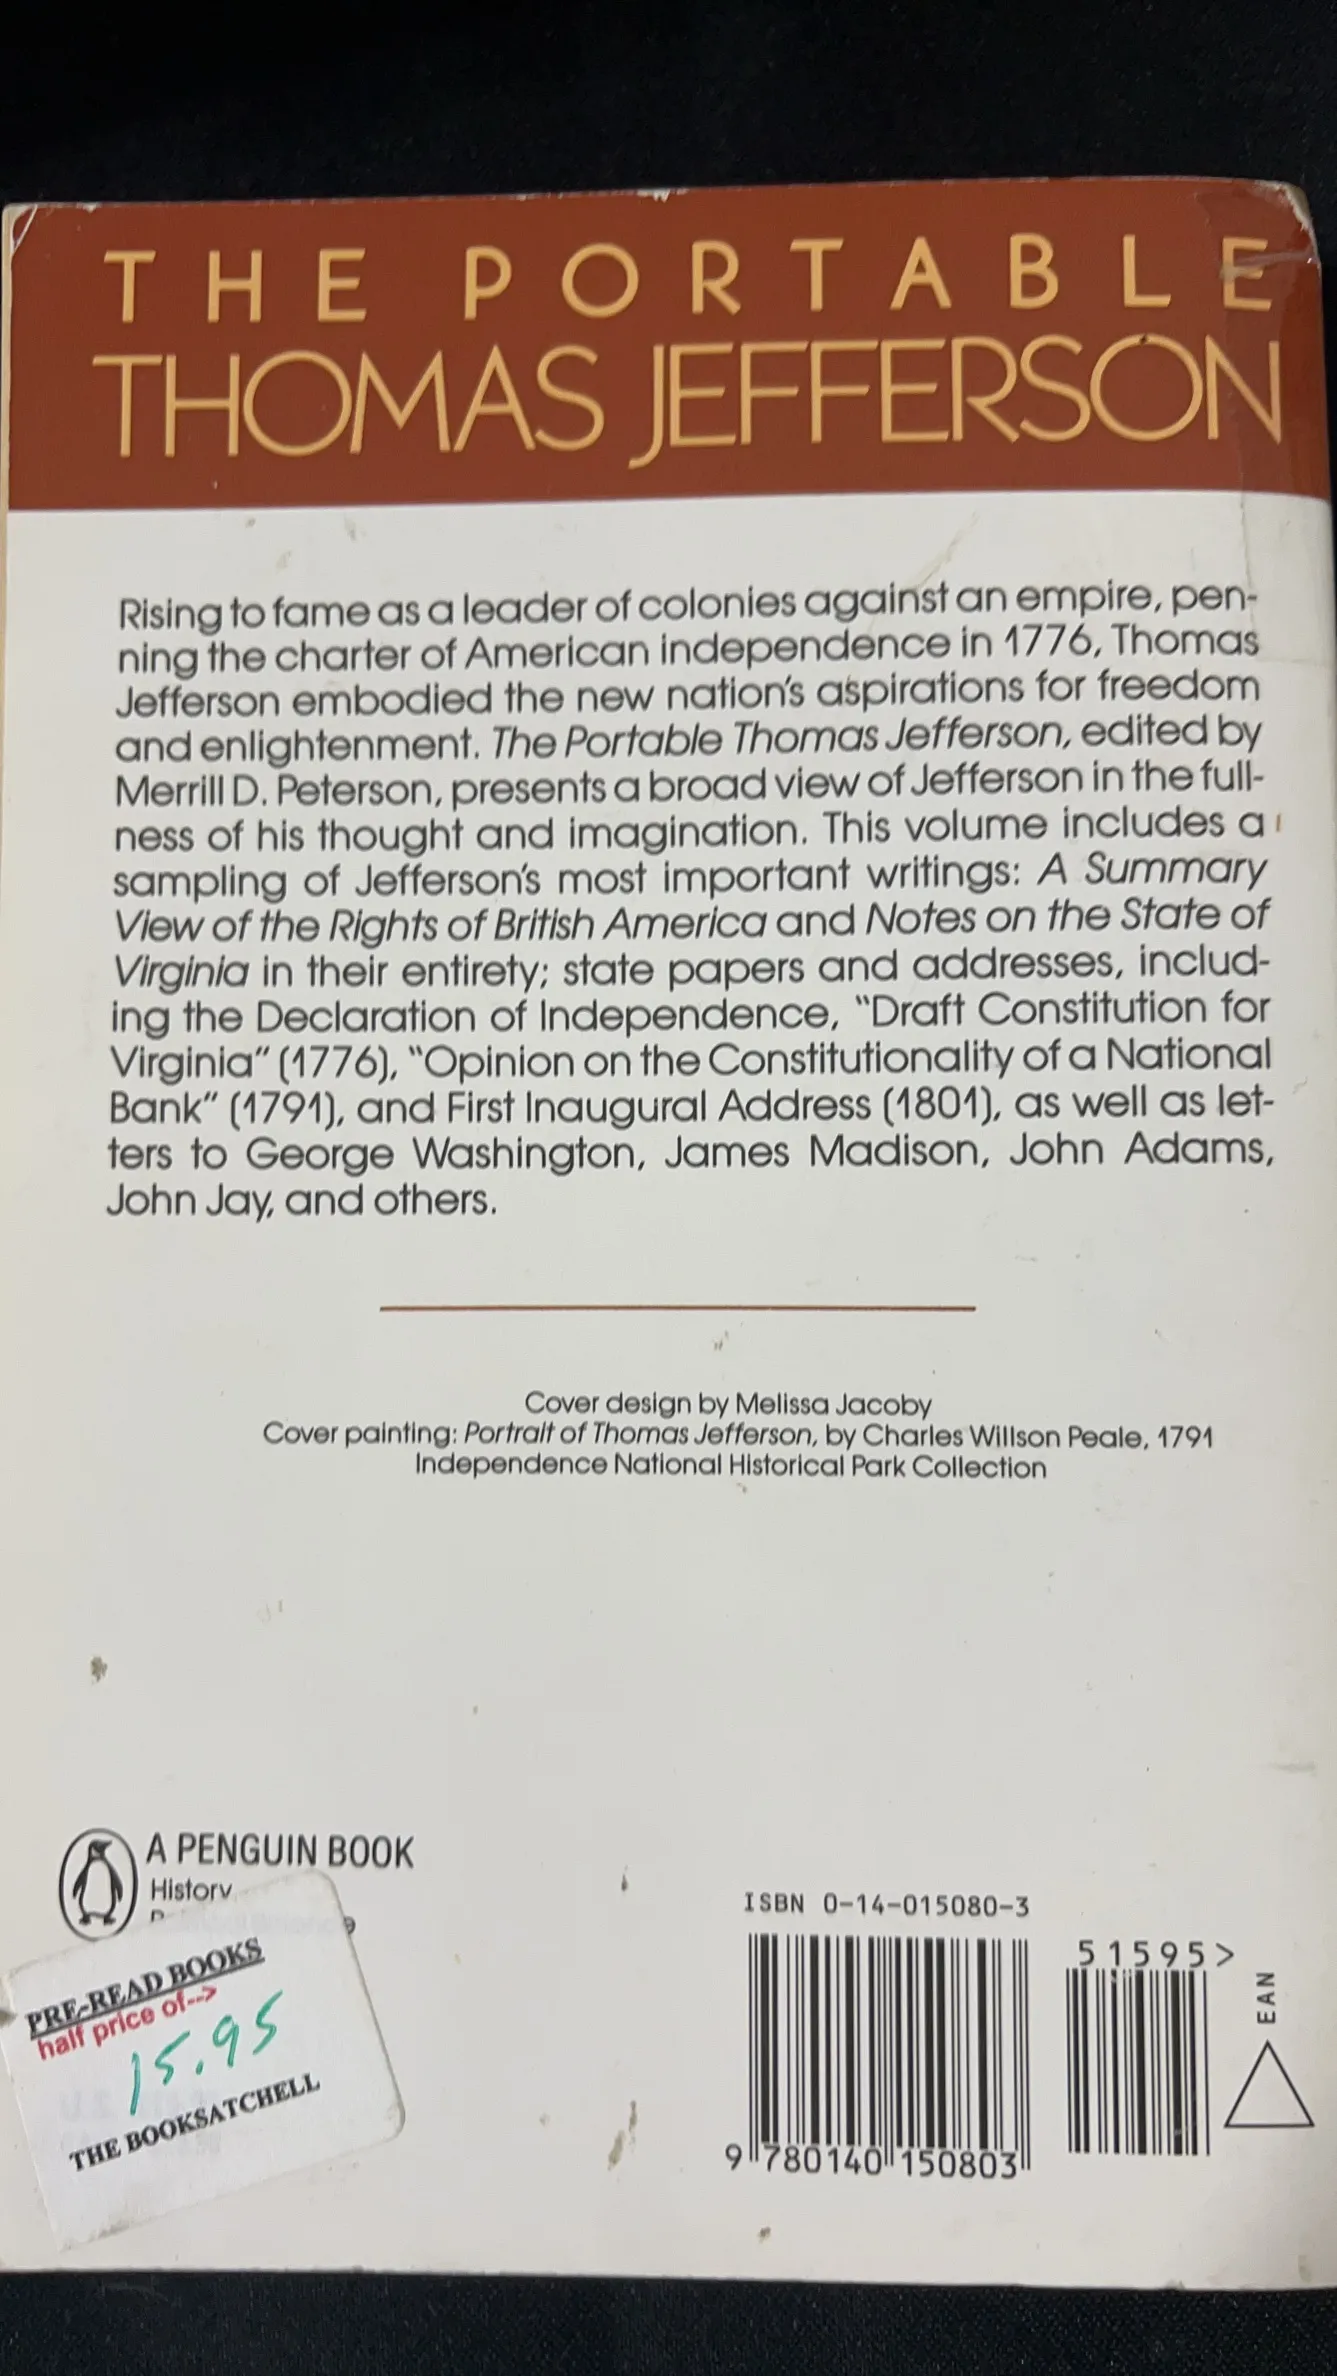 THE PORTABLE
THOMAS JEFFERSON
Rising to fame as a leader of colonies against an empire, pen-
ning the charter of American independence in 1776, Thomas
Jefferson embodied the new nation's aspirations for freedom
and enlightenment. The Portable Thomas Jefferson, edited by
Merrill D. Peterson, presents a broad view of Jefferson in the full-
ness of his thought and imagination. This volume includes a
sampling of Jefferson's most important writings: A Summary
View of the Rights of British America and Notes on the State of
Virginia in their entirety; state papers and addresses, includ-
ing the Declaration of Independence, "Draft Constitution for
Virginia" (1776), "Opinion on the Constitutionality of a National
Bank" (1791), and First Inaugural Address (1801), as well as let-
ters to George Washington, James Madison, John Adams,
John Jay, and others.
Cover design by Melissa Jacoby
Cover painting: Portrait of Thomas Jefferson, by Charles Willson Peale, 1791
Independence National Historical Park Collection
A PENGUIN BOOK
History
PRE-READ BOOKS
half price of-->
15.95
THE BOOKSATCHELL
ISBN 0-14-015080-3
51595>
EAN
9 780140 150803